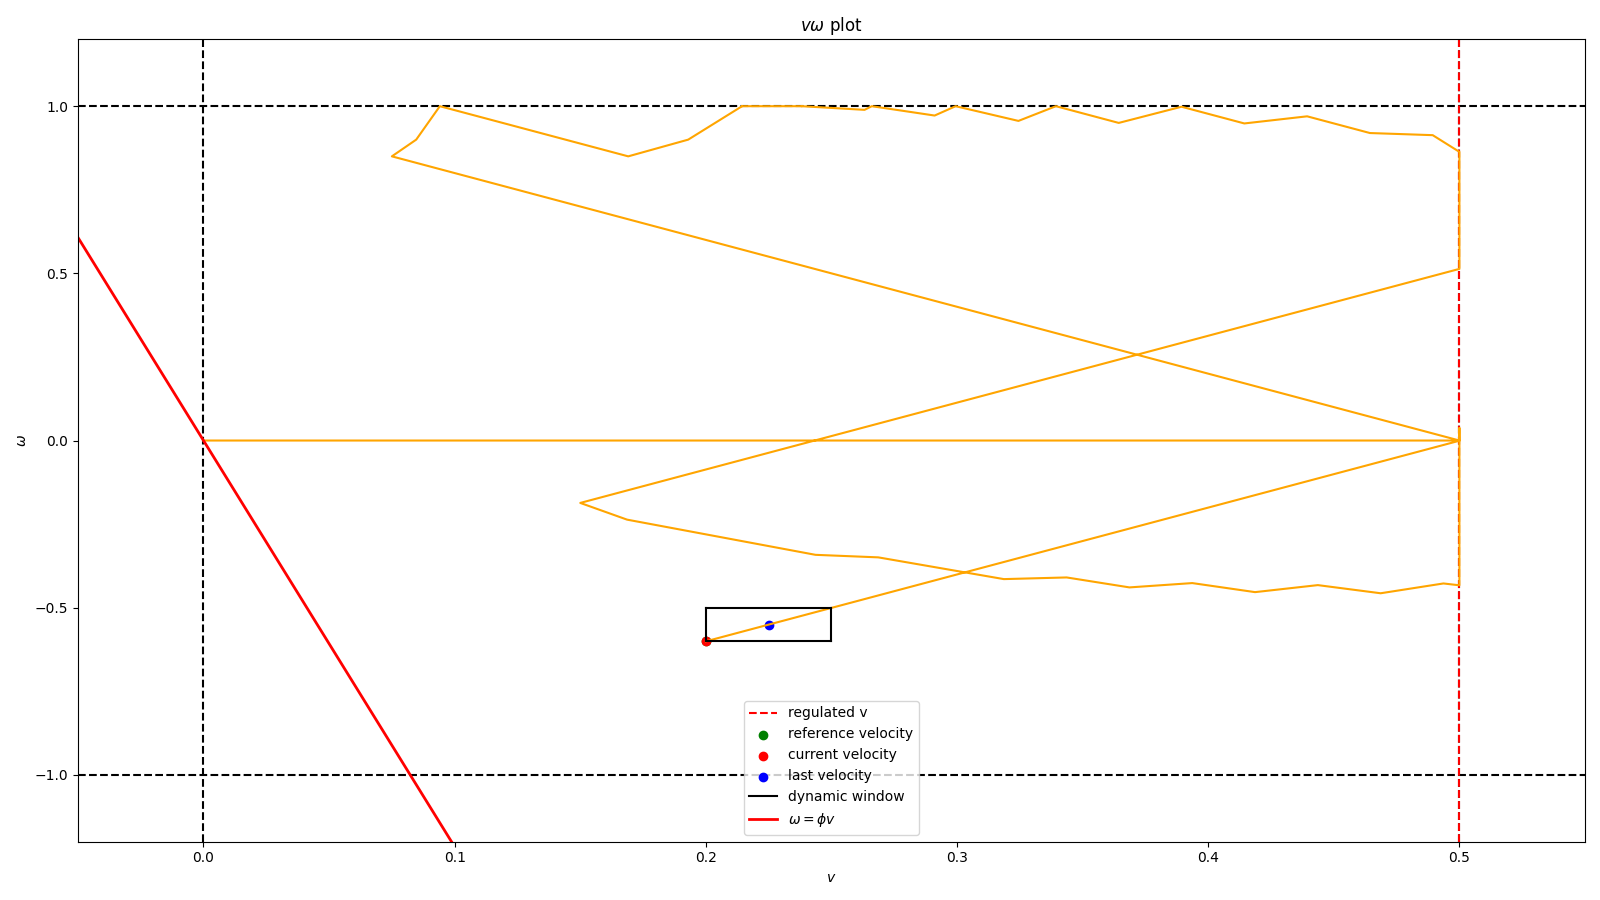 vω plot
ω
1.0
0.5
0.0
−0.5
−1.0
regulated v
reference velocity
current velocity
last velocity
dynamic window
ω = ϕv
0.0 0.1 0.2 0.3 0.4 0.5
v